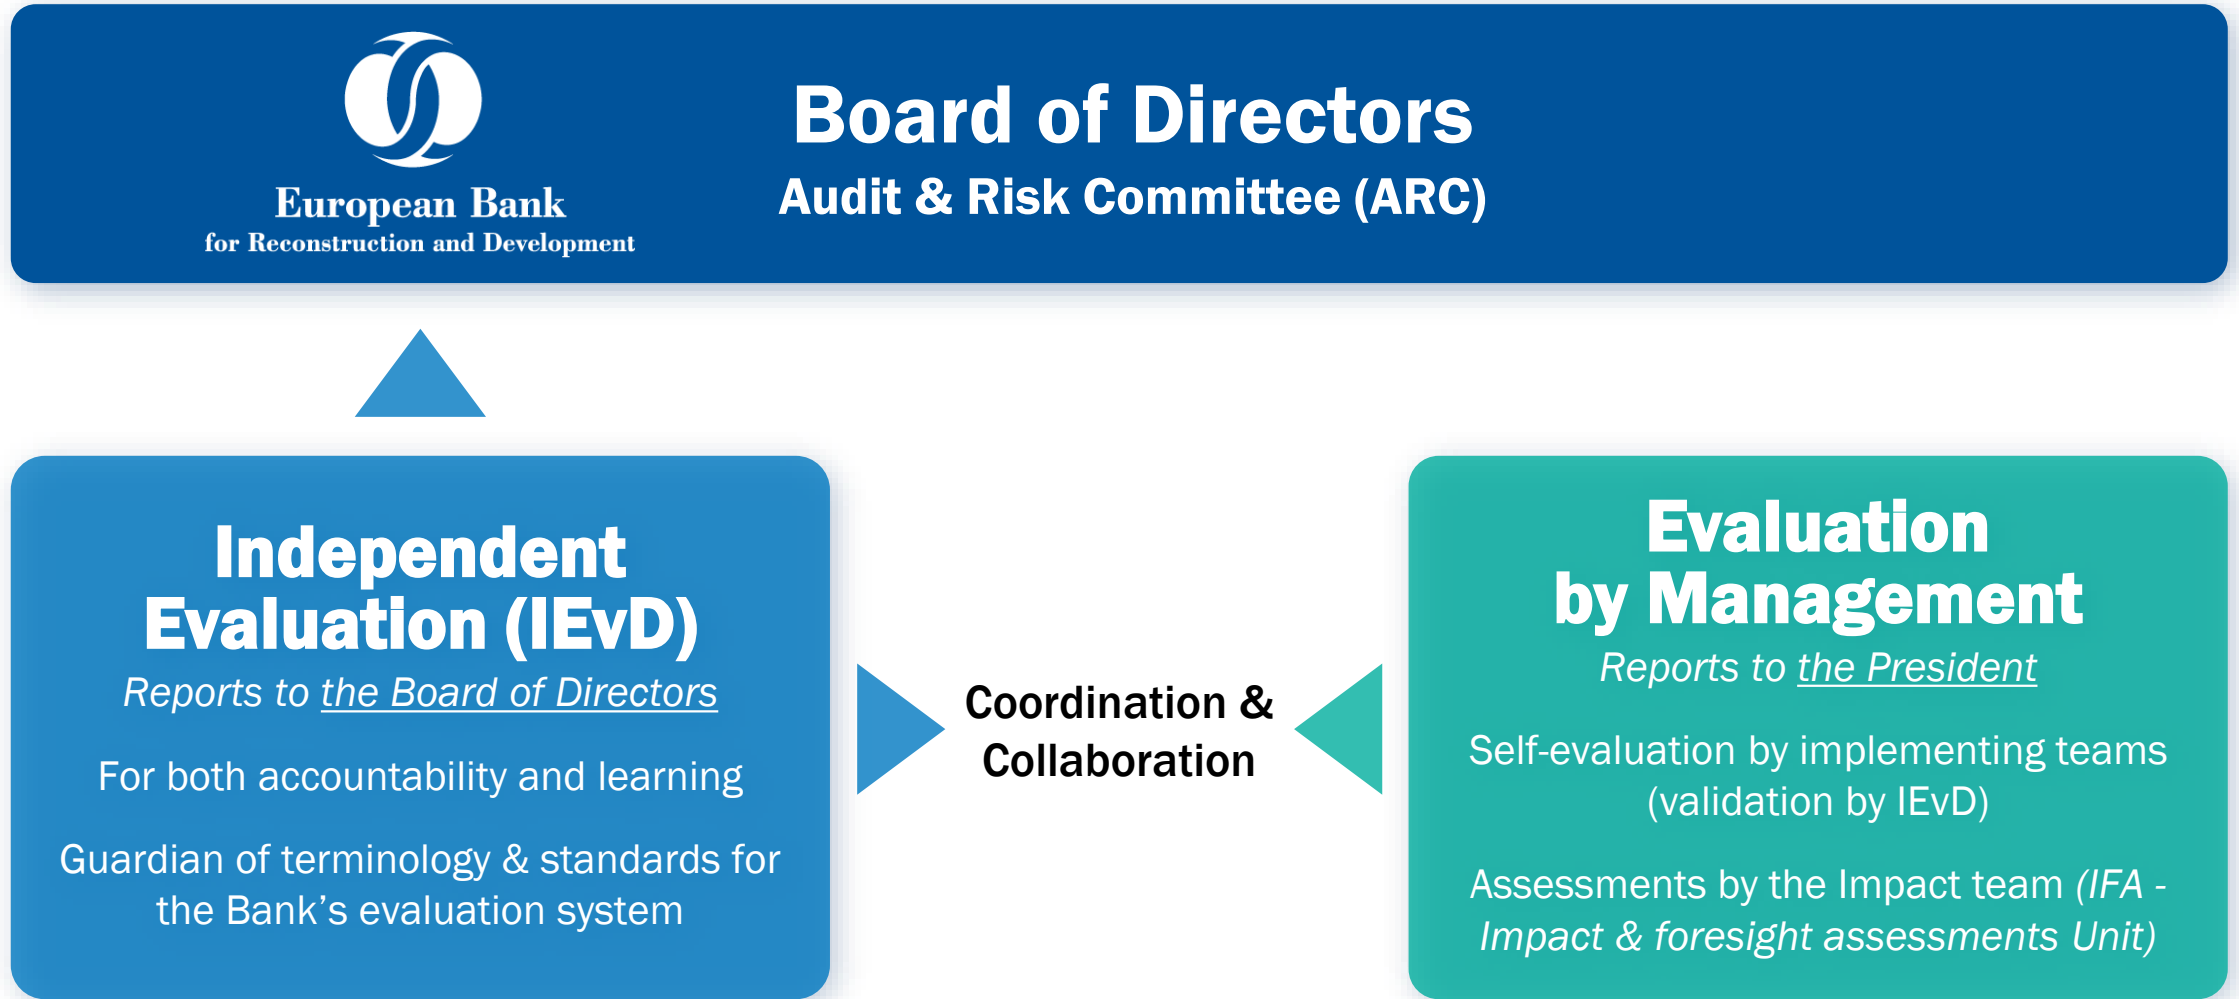 European Bank
for Reconstruction and Development
Board of Directors
Audit & Risk Committee (ARC)
Independent
Evaluation (IEvD)
Reports to the Board of Directors
For both accountability and learning
Guardian of terminology & standards for
the Bank’s evaluation system
Coordination &
Collaboration
Evaluation
by Management
Reports to the President
Self-evaluation by implementing teams
(validation by IEvD)
Assessments by the Impact team (IFA -
Impact & foresight assessments Unit)